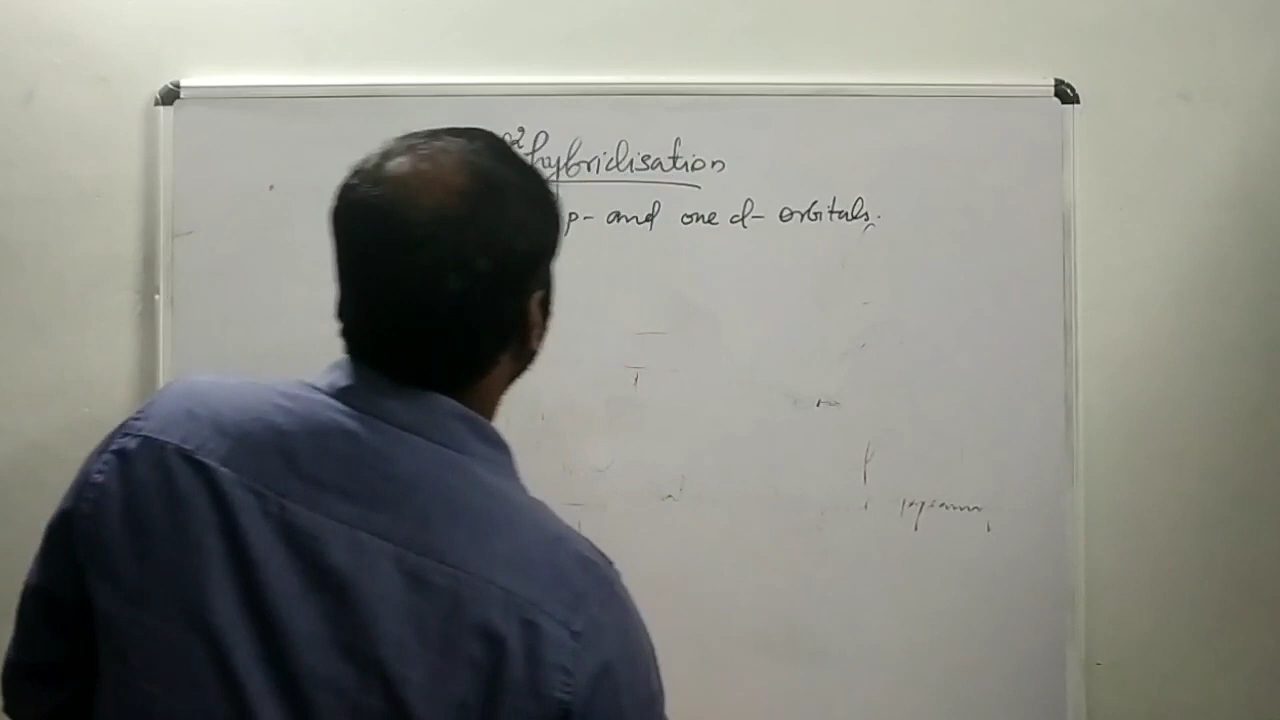 hybridisation
p- and one d- orbitals.